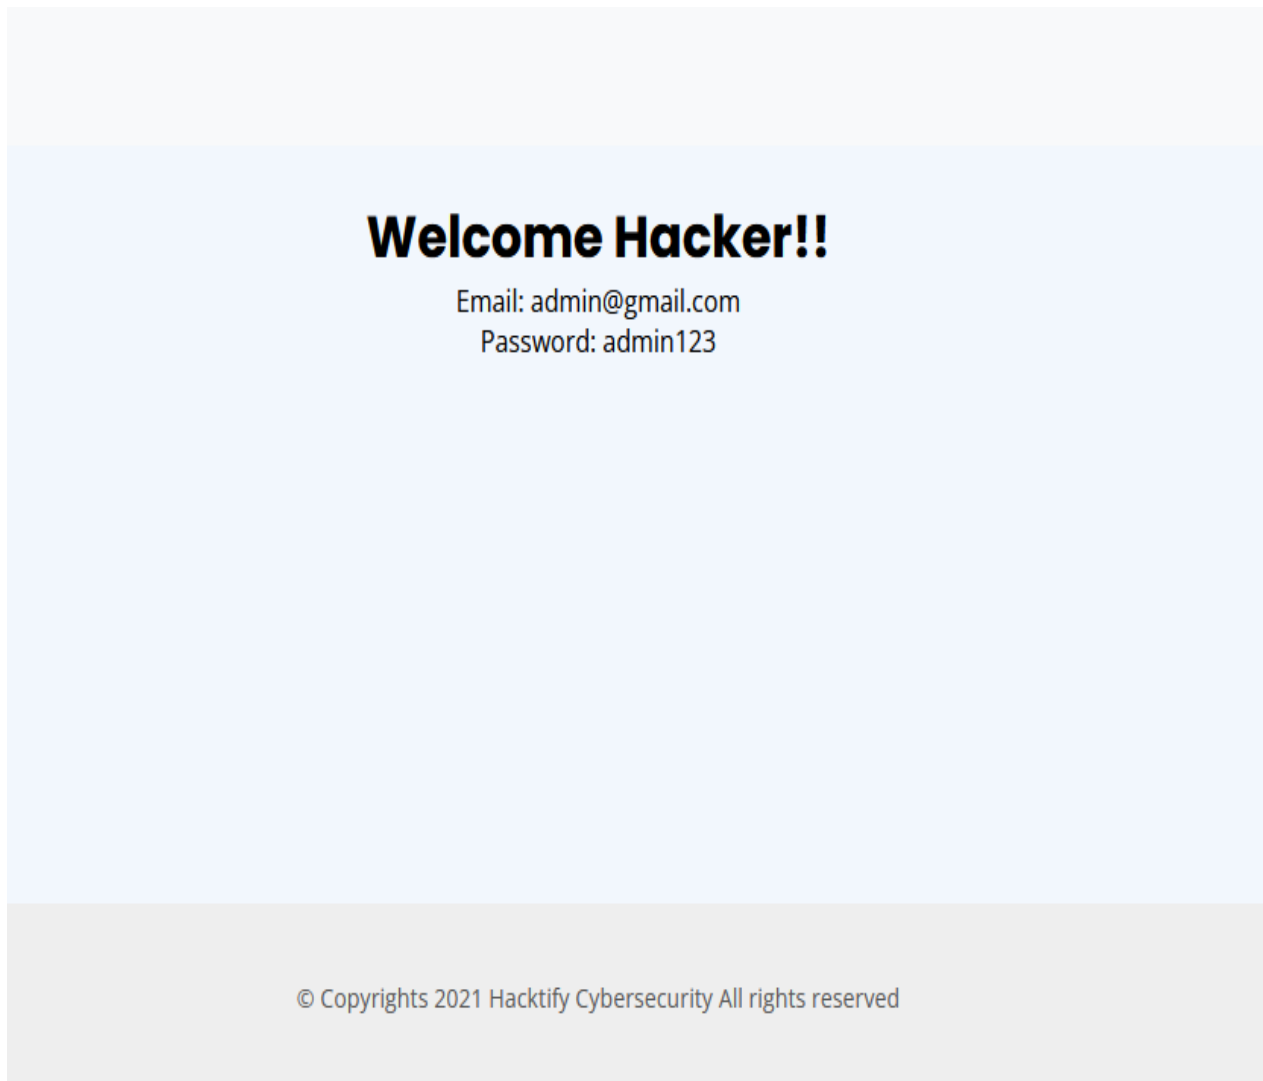 Welcome Hacker!!
Email: admin@gmail.com
Password: admin123
© Copyrights 2021 Hacktify Cybersecurity All rights reserved